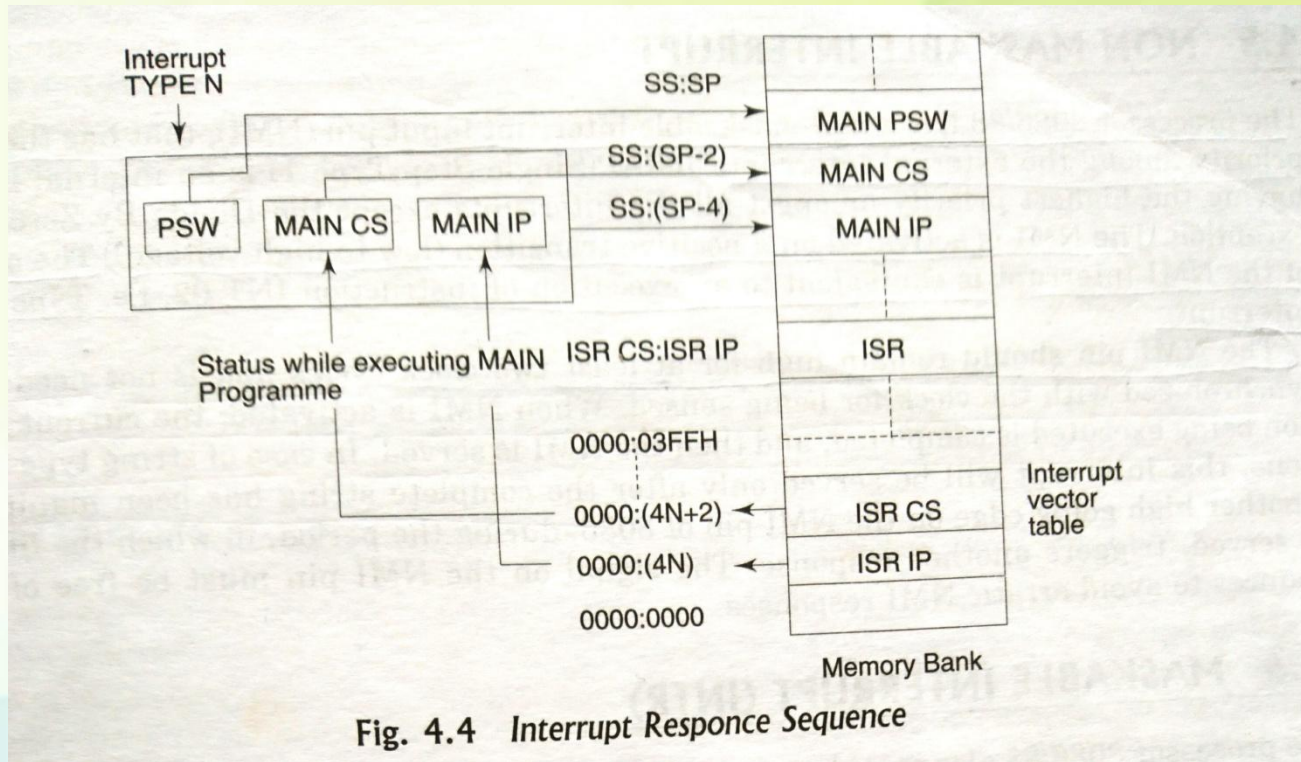 Interrupt
TYPE N
SS:SP
MAIN PSW
SS:(SP-2)
MAIN CS
SS:(SP-4)
MAIN IP
PSW
MAIN CS
MAIN IP
Status while executing MAIN
Programme
ISR CS:ISR IP
ISR
0000:03FFH
0000:(4N+2)
ISR CS
Interrupt
vector
table
0000:(4N)
ISR IP
0000:0000
Memory Bank
Fig. 4.4 Interrupt Responce Sequence